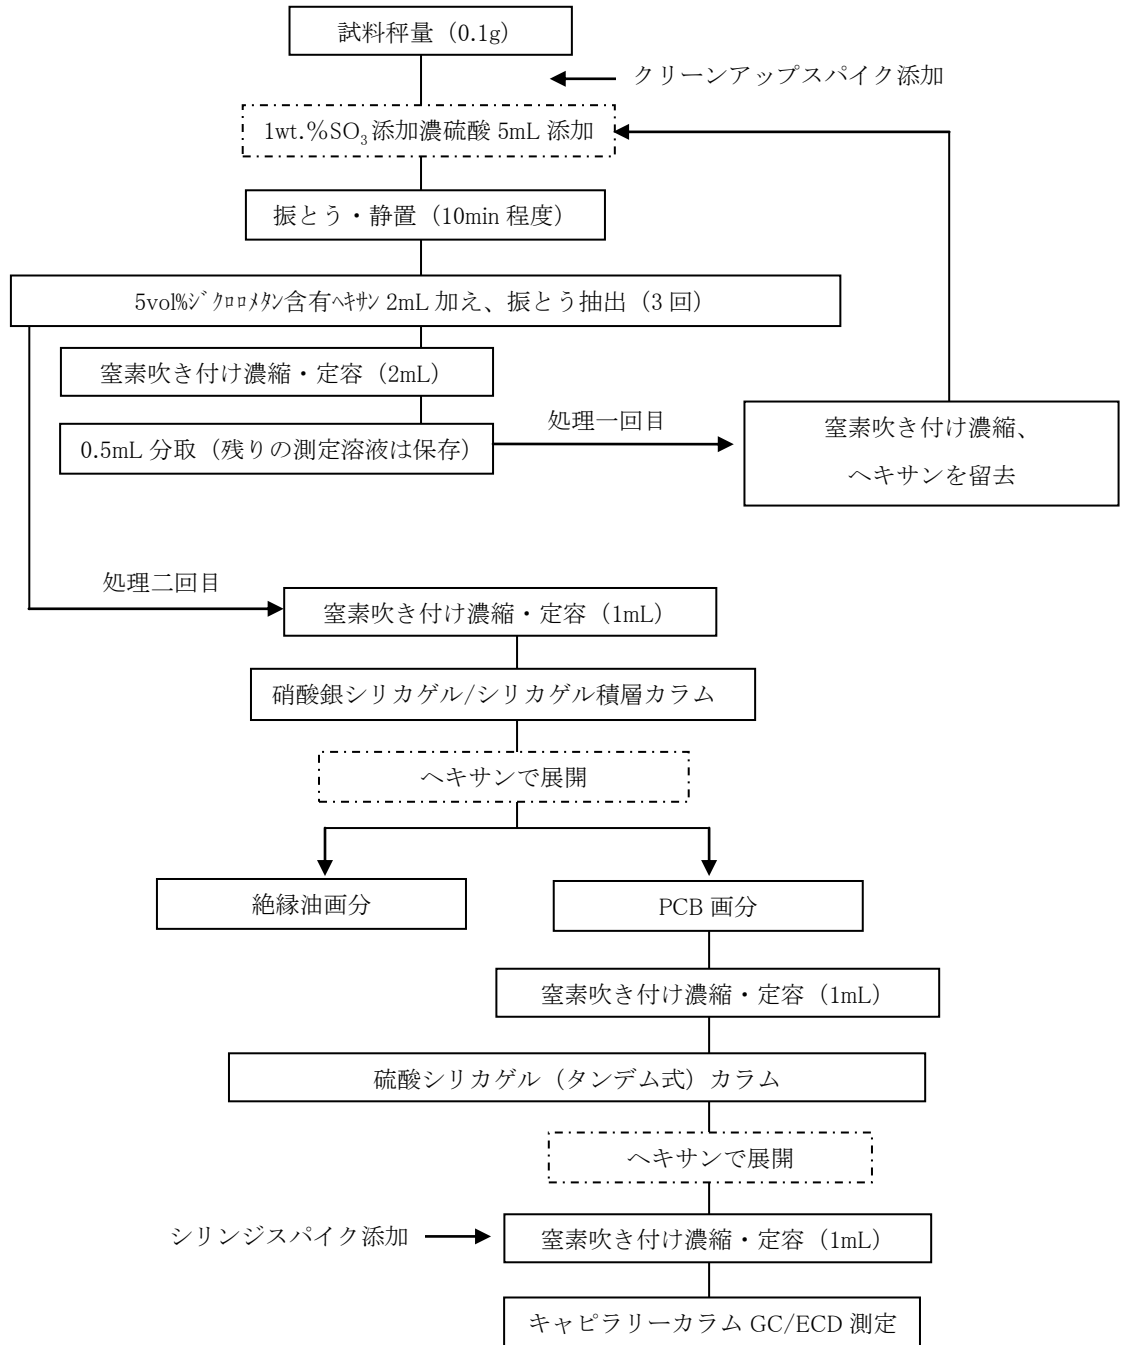 試料秤量（0.1g）
クリーンアップスパイク添加
1wt.％SO₃添加濃硫酸 5mL 添加
振とう・静置（10min 程度）
5vol%ｼﾞｸﾛﾛﾒﾀﾝ含有ﾍｷｻﾝ 2mL 加え、振とう抽出（3 回）
窒素吹き付け濃縮・定容（2mL）
0.5mL 分取（残りの測定溶液は保存）
処理一回目
窒素吹き付け濃縮、
ヘキサンを留去
処理二回目
窒素吹き付け濃縮・定容（1mL）
硝酸銀シリカゲル/シリカゲル積層カラム
ヘキサンで展開
絶縁油画分
PCB 画分
窒素吹き付け濃縮・定容（1mL）
硫酸シリカゲル（タンデム式）カラム
ヘキサンで展開
シリンジスパイク添加
窒素吹き付け濃縮・定容（1mL）
キャピラリーカラム GC/ECD 測定